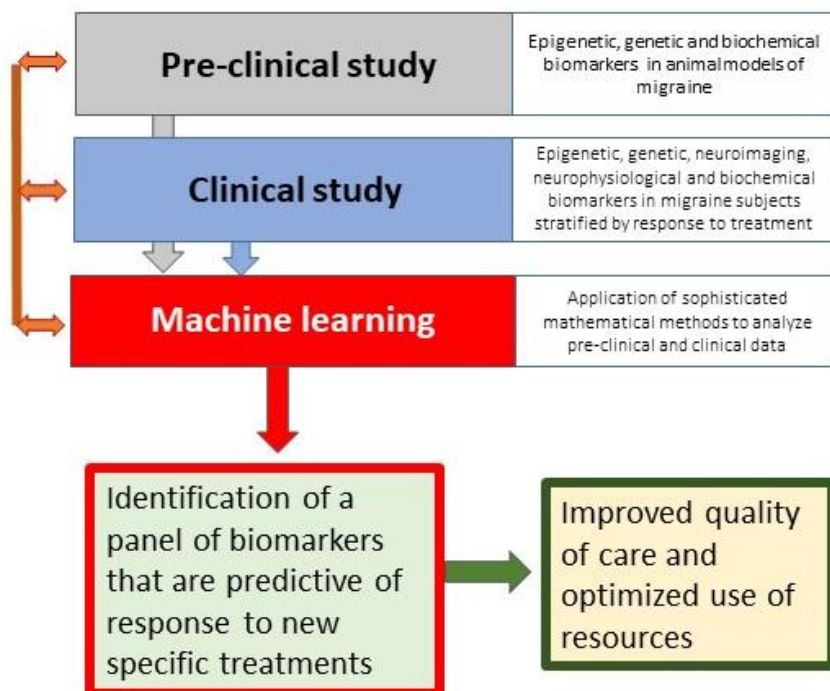 Pre-clinical study
Epigenetic, genetic and biochemical
biomarkers in animal models of
migraine
Clinical study
Epigenetic, genetic, neuroimaging,
neurophysiological and biochemical
biomarkers in migraine subjects
stratified by response to treatment
Machine learning
Application of sophisticated
mathematical methods to analyze
pre-clinical and clinical data
Identification of a
panel of biomarkers
that are predictive of
response to new
specific treatments
Improved quality
of care and
optimized use of
resources